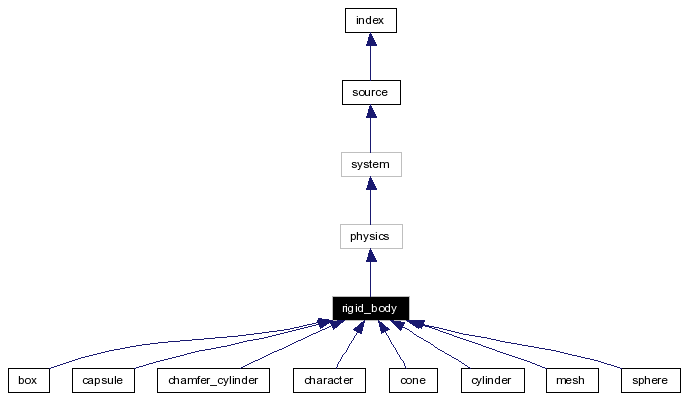 index
source
system
physics
rigid_body
box capsule chamfer_cylinder character cone cylinder mesh sphere